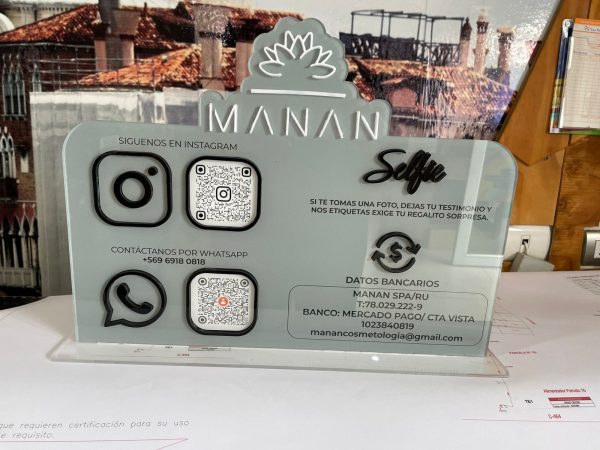 MANAN
SIGUENOS EN INSTAGRAM
CONTÁCTANOS POR WHATSAPP
+569 6918 0818
Selfie
SI TE TOMAS UNA FOTO, DEJAS TU TESTIMONIO Y
NOS ETIQUETAS EXIGE TU REGALITO SORPRESA.
$
DATOS BANCARIOS
MANAN SPA/RU
T:78.029.222-9
BANCO: MERCADO PAGO/ CTA VISTA
1023840819
manancosmetologia@gmail.com
que requieren certificación para su uso
e requisito.
TE1